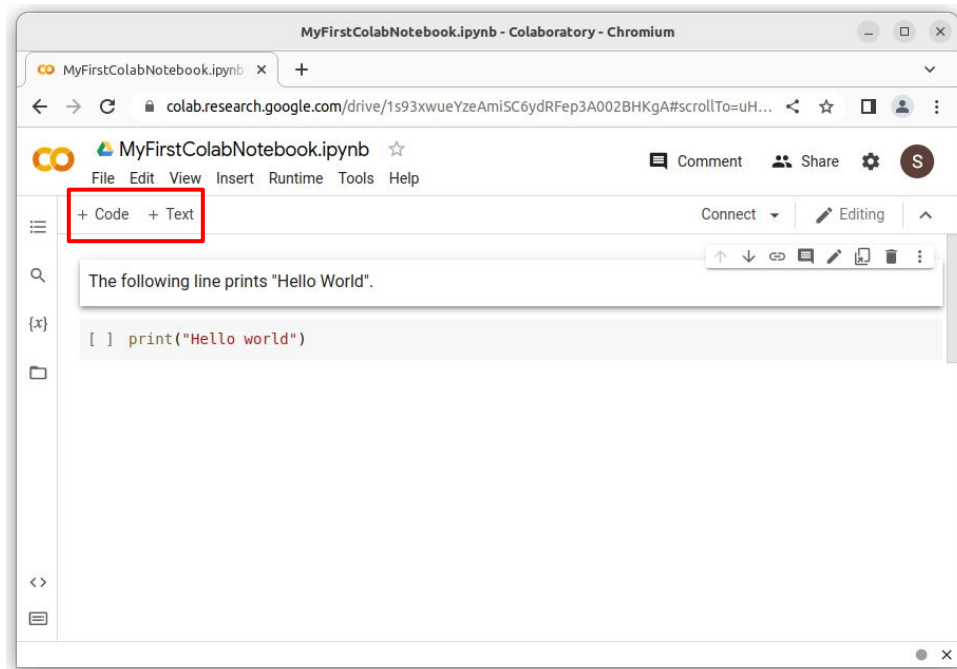 MyFirstColabNotebook.ipynb - Colaboratory - Chromium
MyFirstColabNotebook.ipynb
colab.research.google.com/drive/1s93xwueYzeAmiSC6ydRFep3A002BHKgA#scrollTo=uH...
MyFirstColabNotebook.ipynb
Comment Share S
File Edit View Insert Runtime Tools Help
+ Code + Text Connect Editing
The following line prints "Hello World".
{x}
[ ] print("Hello world")
<>